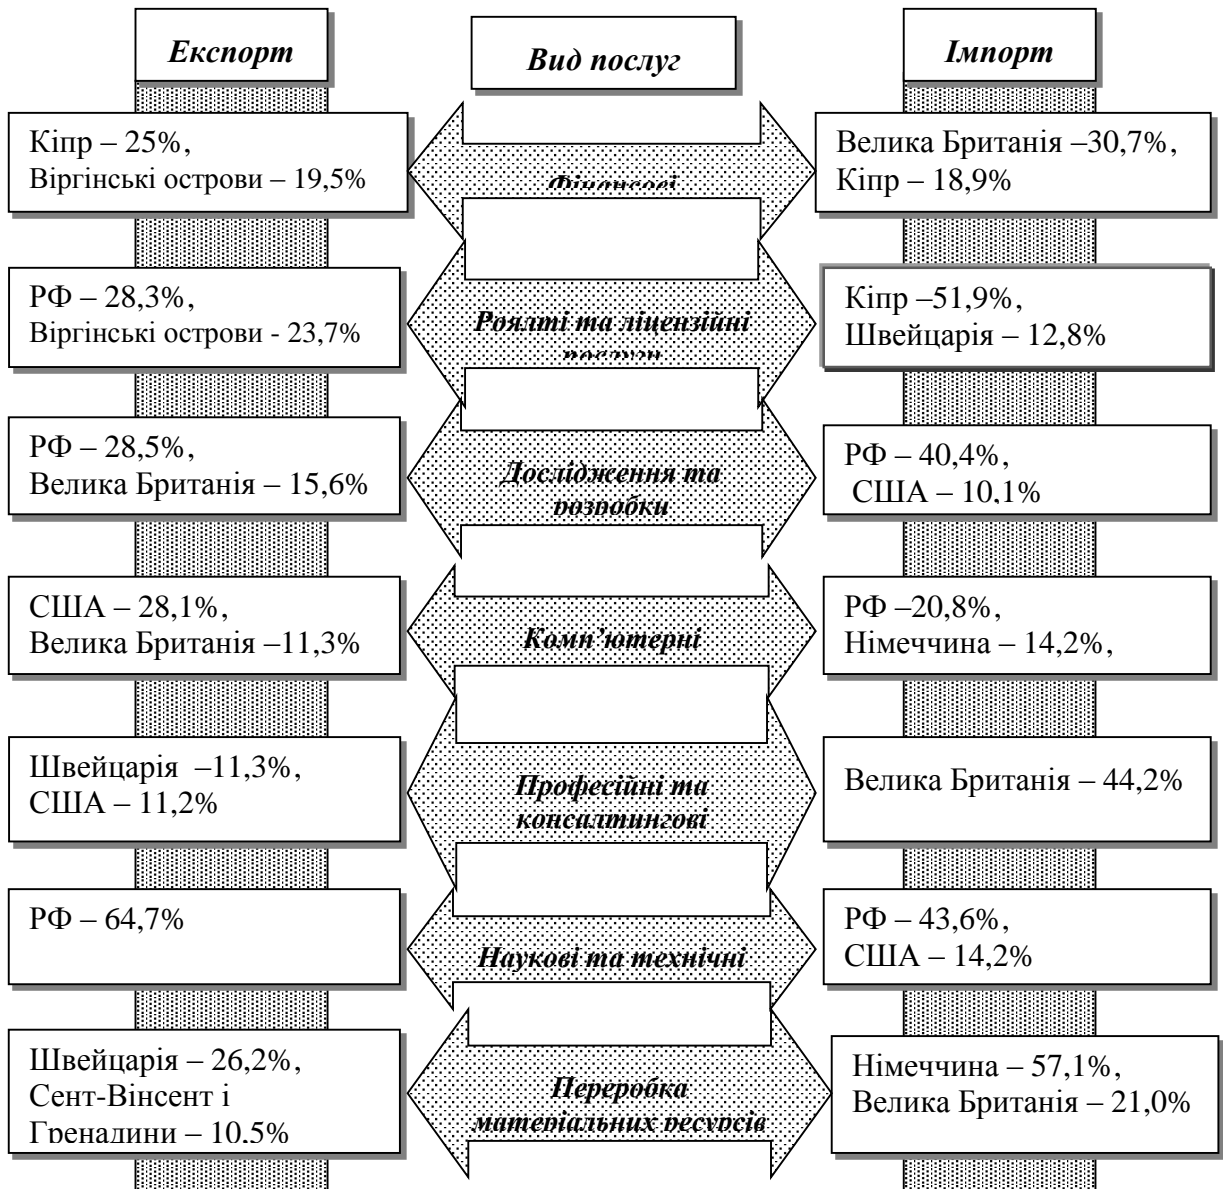 Експорт
Вид послуг
Імпорт
Кіпр – 25%,
Віргінські острови – 19,5%
Фінансові
Велика Британія –30,7%,
Кіпр – 18,9%
РФ – 28,3%,
Віргінські острови - 23,7%
Роялті та ліцензійні
послуги
Кіпр –51,9%,
Швейцарія – 12,8%
РФ – 28,5%,
Велика Британія – 15,6%
Дослідження та
розробки
РФ – 40,4%,
США – 10,1%
США – 28,1%,
Велика Британія –11,3%
Комп’ютерні
РФ –20,8%,
Німеччина – 14,2%,
Швейцарія –11,3%,
США – 11,2%
Професійні та
консалтингові
Велика Британія – 44,2%
РФ – 64,7%
Наукові та технічні
РФ – 43,6%,
США – 14,2%
Швейцарія – 26,2%,
Сент-Вінсент і
Гренадини – 10,5%
Переробка
матеріальних ресурсів
Німеччина – 57,1%,
Велика Британія – 21,0%